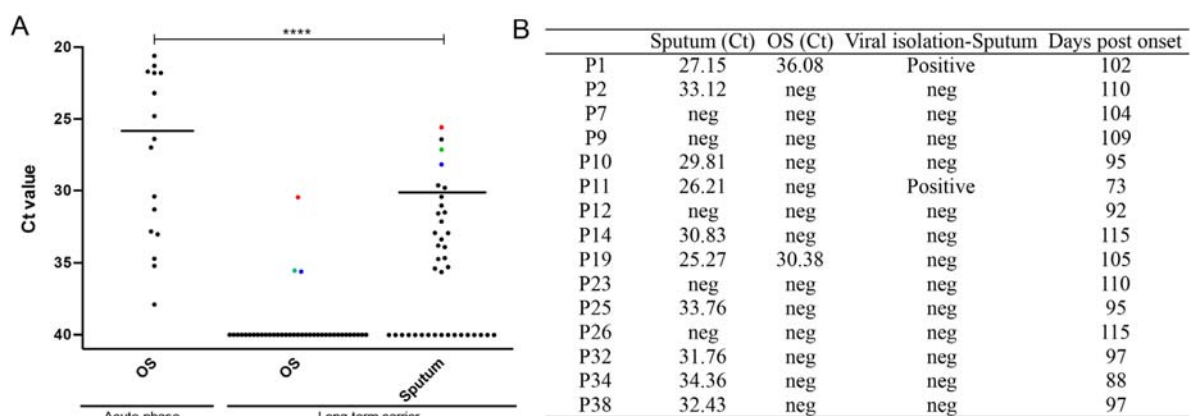 A
****
20
25
30
35
40
Ct value
OS
OS
Sputum
Acute phase
Long-term carrier
B
Sputum (Ct) OS (Ct) Viral isolation-Sputum Days post onset
P1 27.15 36.08 Positive 102
P2 33.12 neg neg 110
P7 neg neg neg 104
P9 neg neg neg 109
P10 29.81 neg neg 95
P11 26.21 neg Positive 73
P12 neg neg neg 92
P14 30.83 neg neg 115
P19 25.27 30.38 neg 105
P23 neg neg neg 110
P25 33.76 neg neg 95
P26 neg neg neg 115
P32 31.76 neg neg 97
P34 34.36 neg neg 88
P38 32.43 neg neg 97